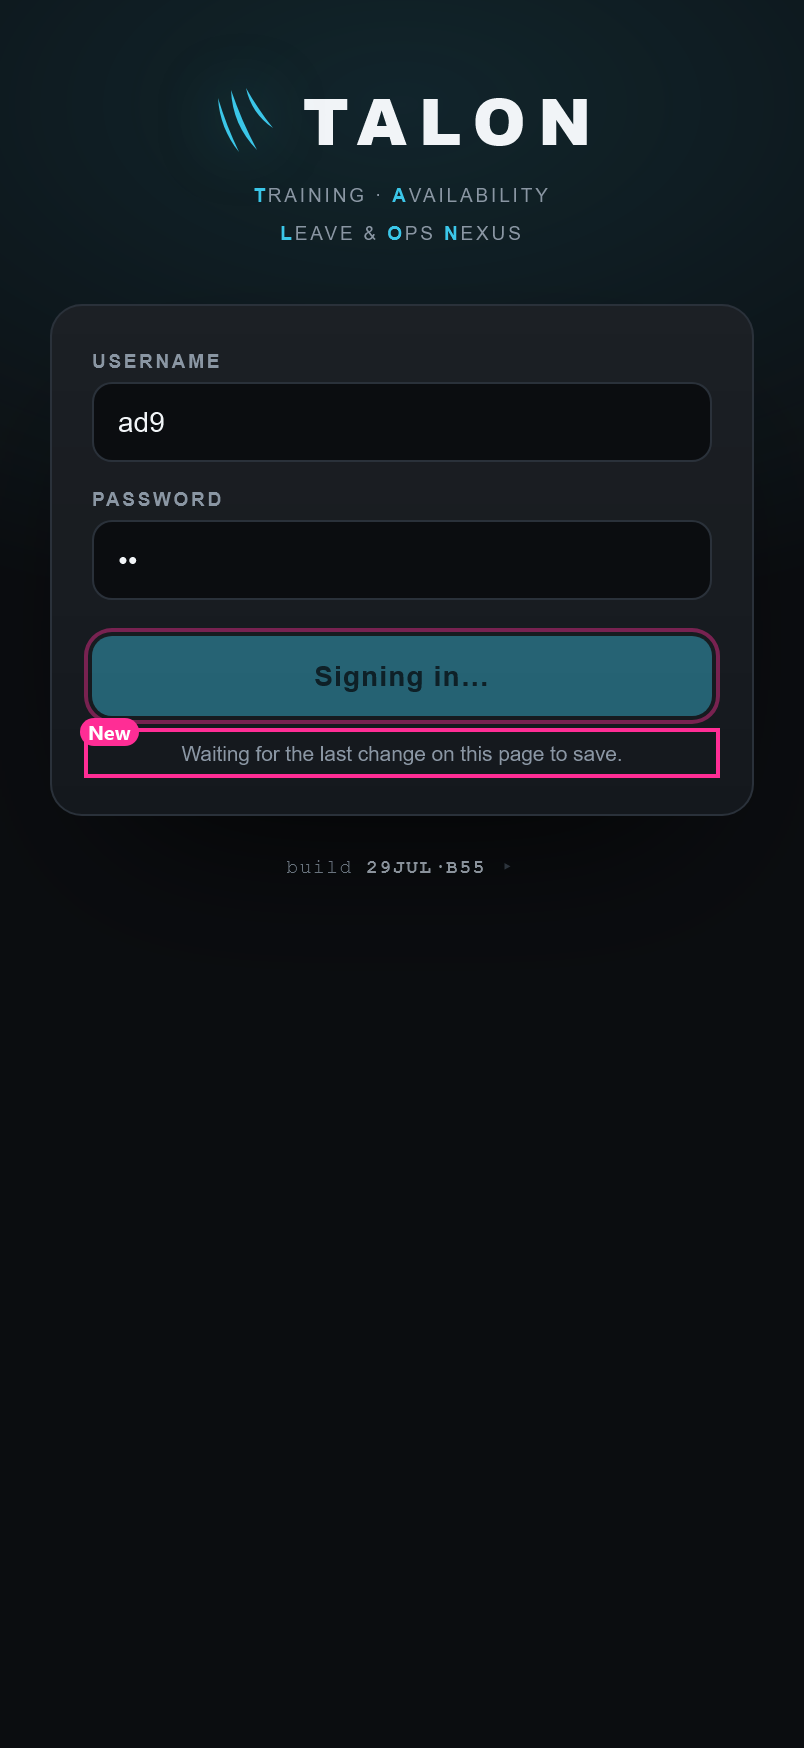 TALON
TRAINING · AVAILABILITY
LEAVE & OPS NEXUS
USERNAME
ad9
PASSWORD
••
Signing in...
New
Waiting for the last change on this page to save.
build 29JUL·B55 ▸